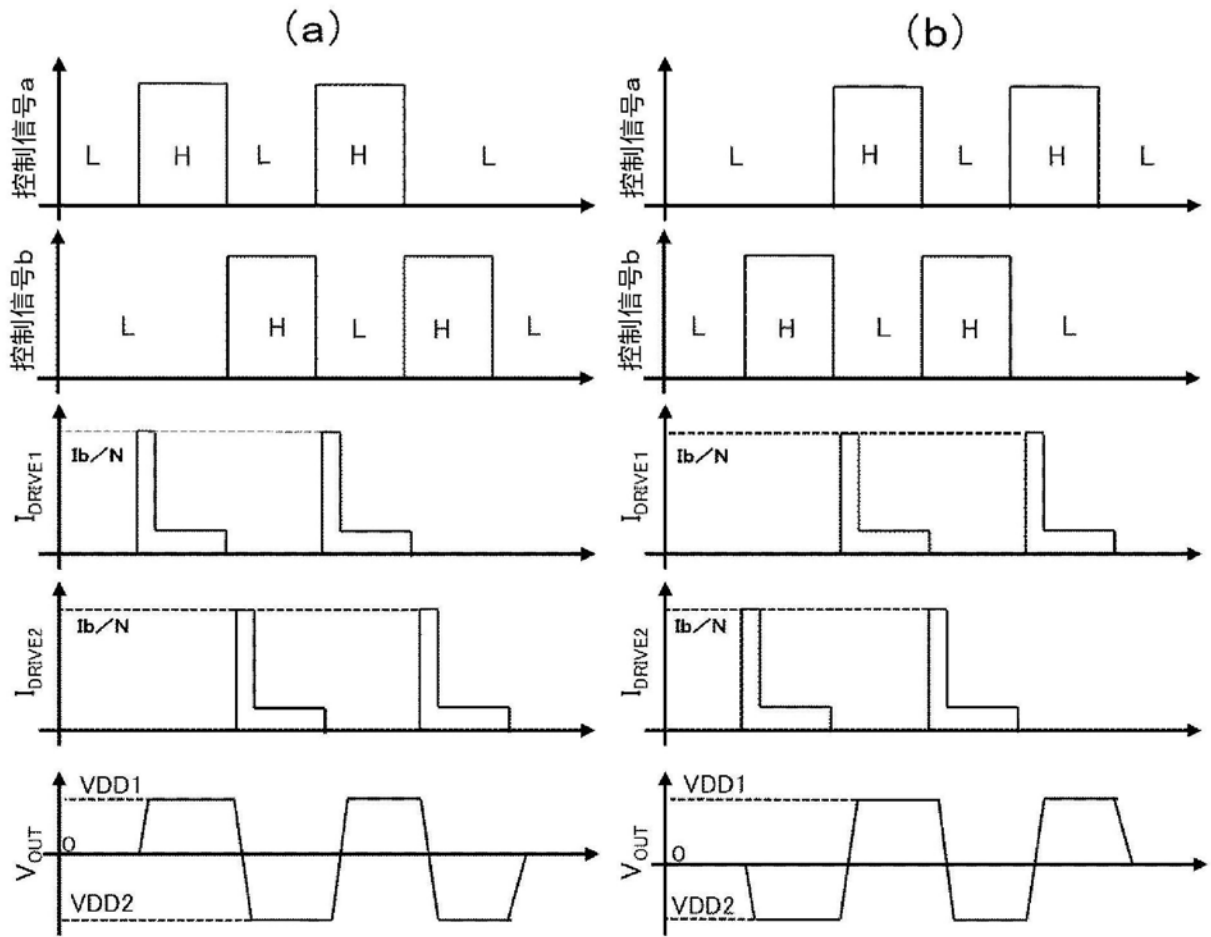 (a)
控制信号a
L
H
L
H
L
控制信号b
L
H
L
H
L
IDRIVE1
Ib/N
IDRIVE2
Ib/N
VOUT
VDD1
0
VDD2
(b)
控制信号a
L
H
L
H
L
控制信号b
L
H
L
H
L
IDRIVE1
Ib/N
IDRIVE2
Ib/N
VOUT
VDD1
0
VDD2